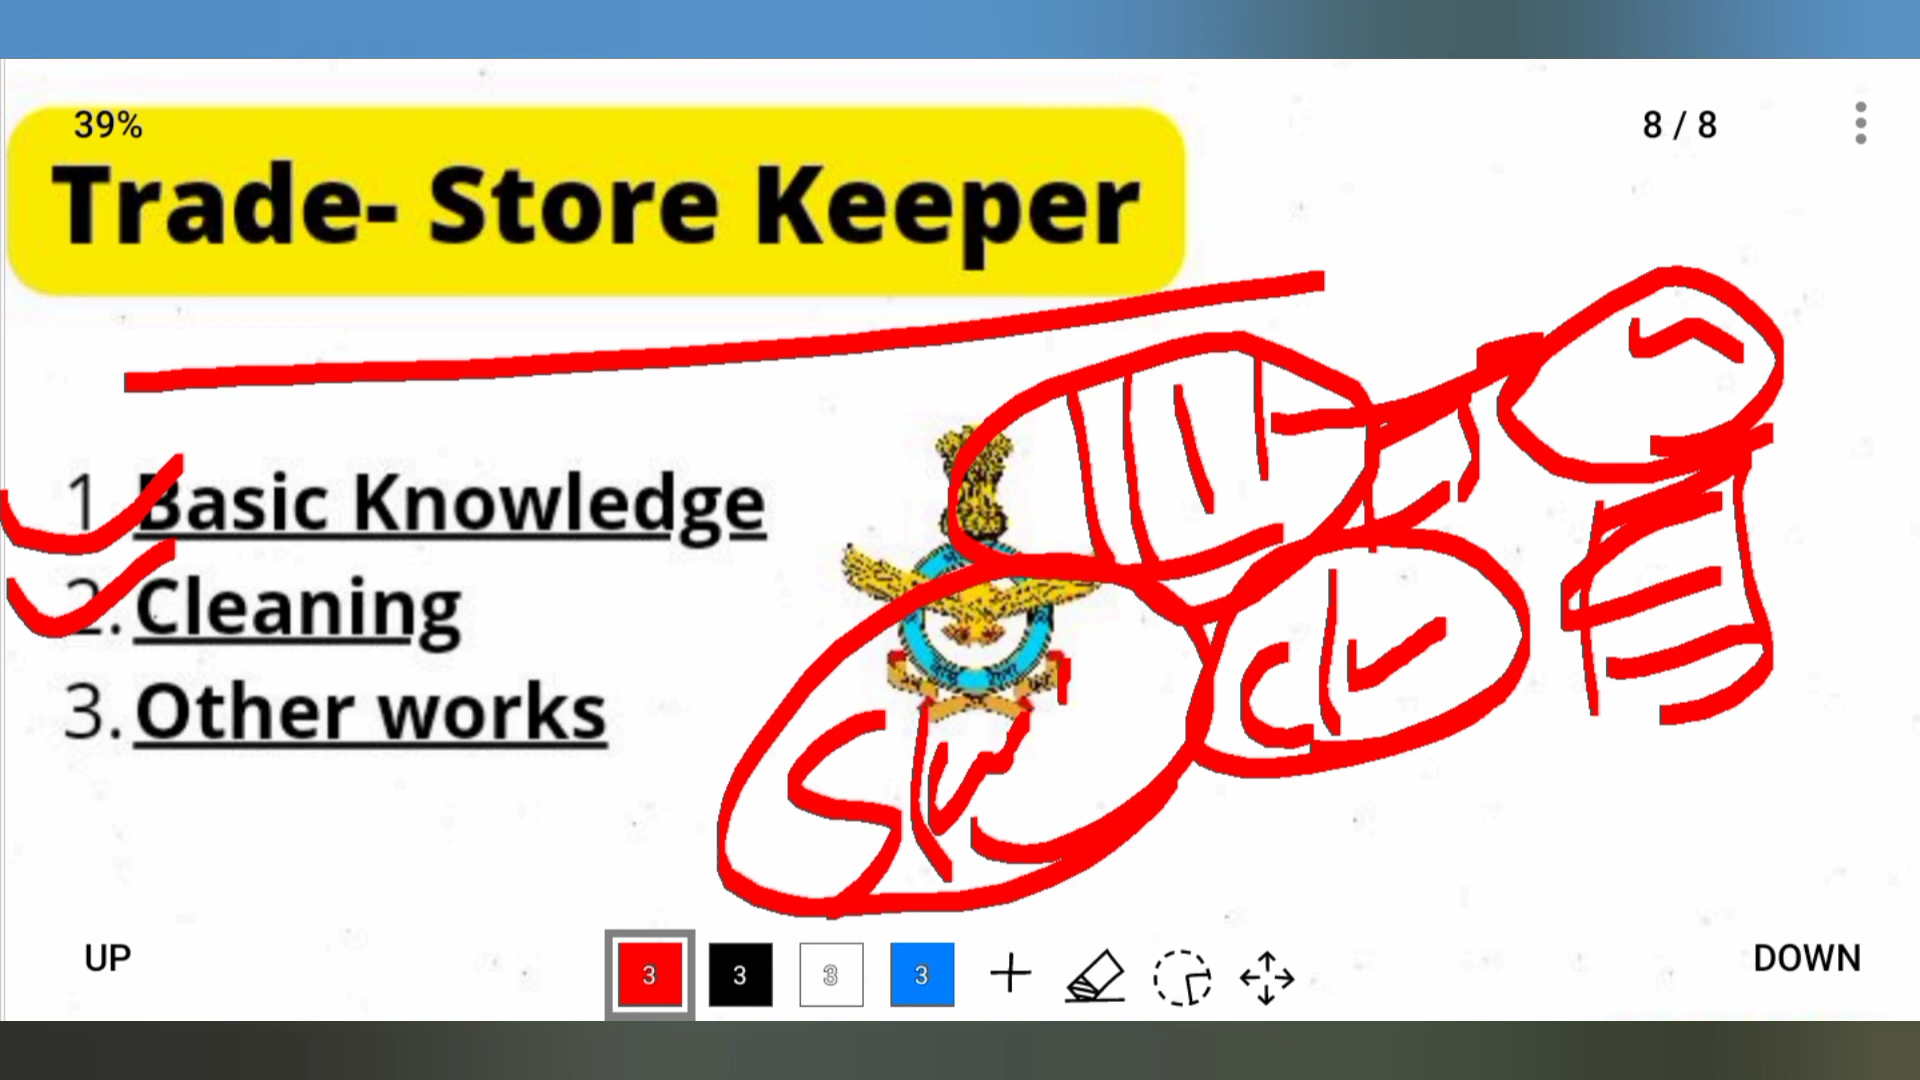 39%
8 / 8
Trade- Store Keeper
1. Basic Knowledge
2. Cleaning
3. Other works
UP
3
3
3
3
DOWN